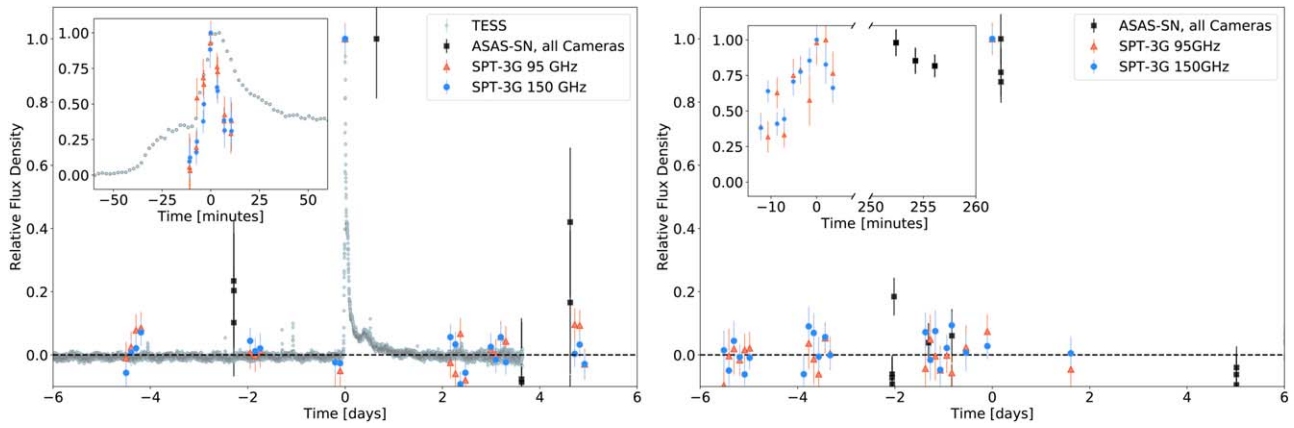 TESS
ASAS-SN, all Cameras
SPT-3G 95 GHz
SPT-3G 150 GHz
1.00
0.75
0.50
0.25
0.00
−50 −25 0 25 50
Time [minutes]
1.0
0.8
0.6
0.4
0.2
0.0
Relative Flux Density
−6 −4 −2 0 2 4 6
Time [days]
ASAS-SN, all Cameras
SPT-3G 95GHz
SPT-3G 150GHz
1.00
0.75
0.50
0.25
0.00
−10 0 250 255 260
Time [minutes]
1.0
0.8
0.6
0.4
0.2
0.0
Relative Flux Density
−6 −4 −2 0 2 4 6
Time [days]